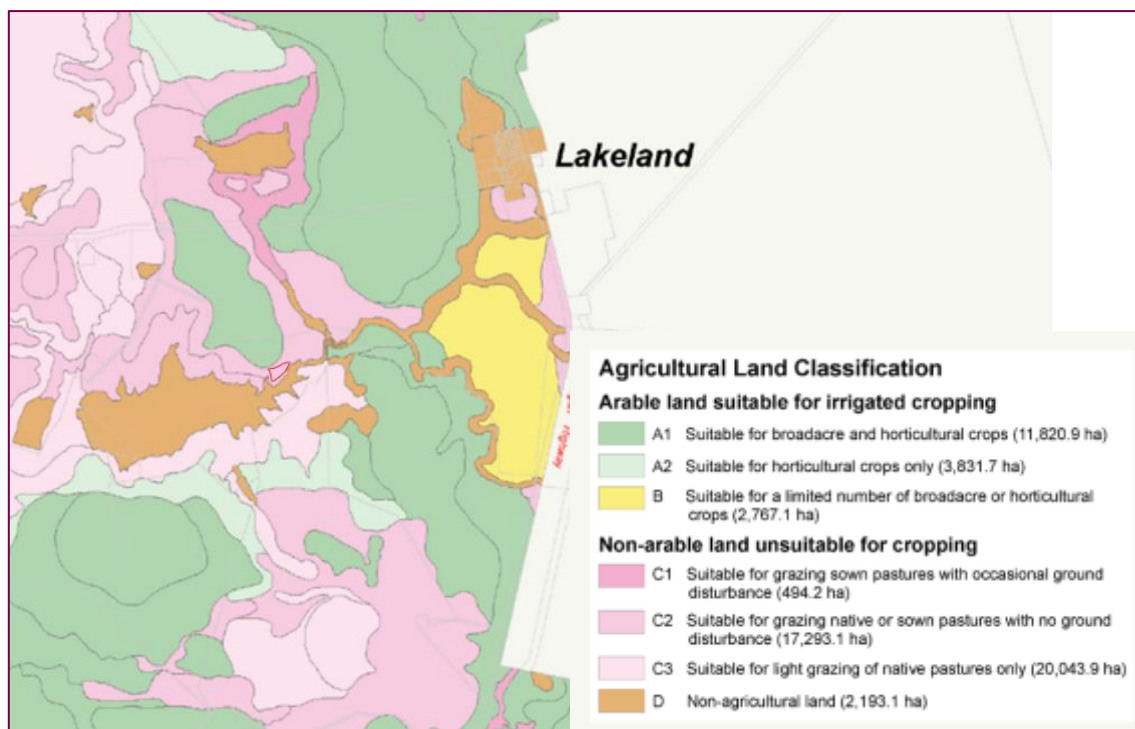 Lakeland
Highway
Agricultural Land Classification
Arable land suitable for irrigated cropping
A1 Suitable for broadacre and horticultural crops (11,820.9 ha)
A2 Suitable for horticultural crops only (3,831.7 ha)
B Suitable for a limited number of broadacre or horticultural
crops (2,767.1 ha)
Non-arable land unsuitable for cropping
C1 Suitable for grazing sown pastures with occasional ground
disturbance (494.2 ha)
C2 Suitable for grazing native or sown pastures with no ground
disturbance (17,293.1 ha)
C3 Suitable for light grazing of native pastures only (20,043.9 ha)
D Non-agricultural land (2,193.1 ha)